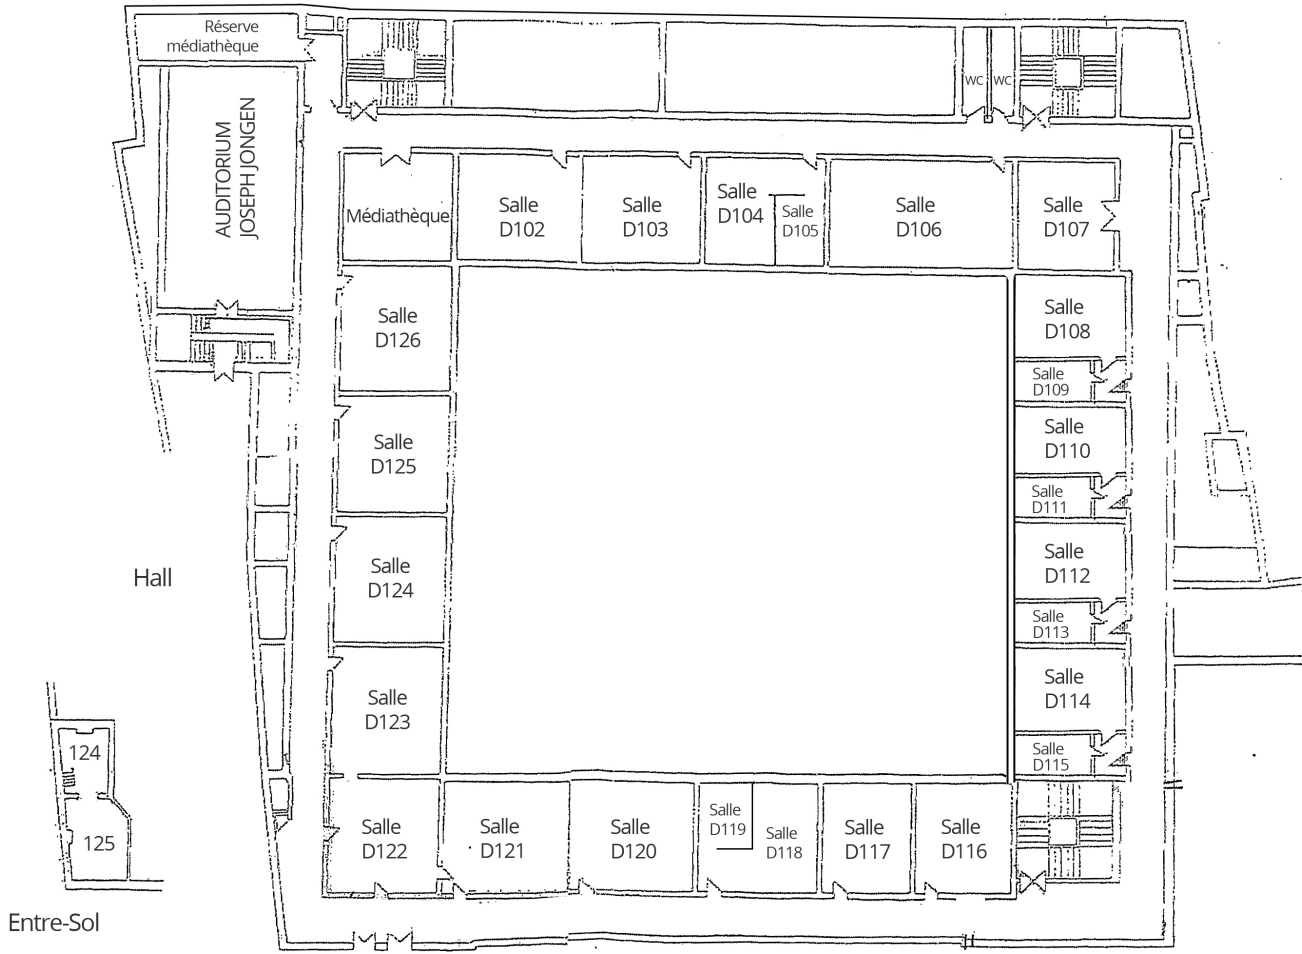 Réserve
médiathèque
AUDITORIUM
JOSEPH JONGEN
WC
WC
Médiathèque
Salle
D102
Salle
D103
Salle
D104
Salle
D105
Salle
D106
Salle
D107
Salle
D108
Salle
D109
Salle
D110
Salle
D111
Salle
D112
Salle
D113
Salle
D114
Salle
D115
Salle
D116
Salle
D117
Salle
D118
Salle
D119
Salle
D120
Salle
D121
Salle
D122
Salle
D123
Salle
D124
Salle
D125
Salle
D126
Hall
124
125
Entre-Sol